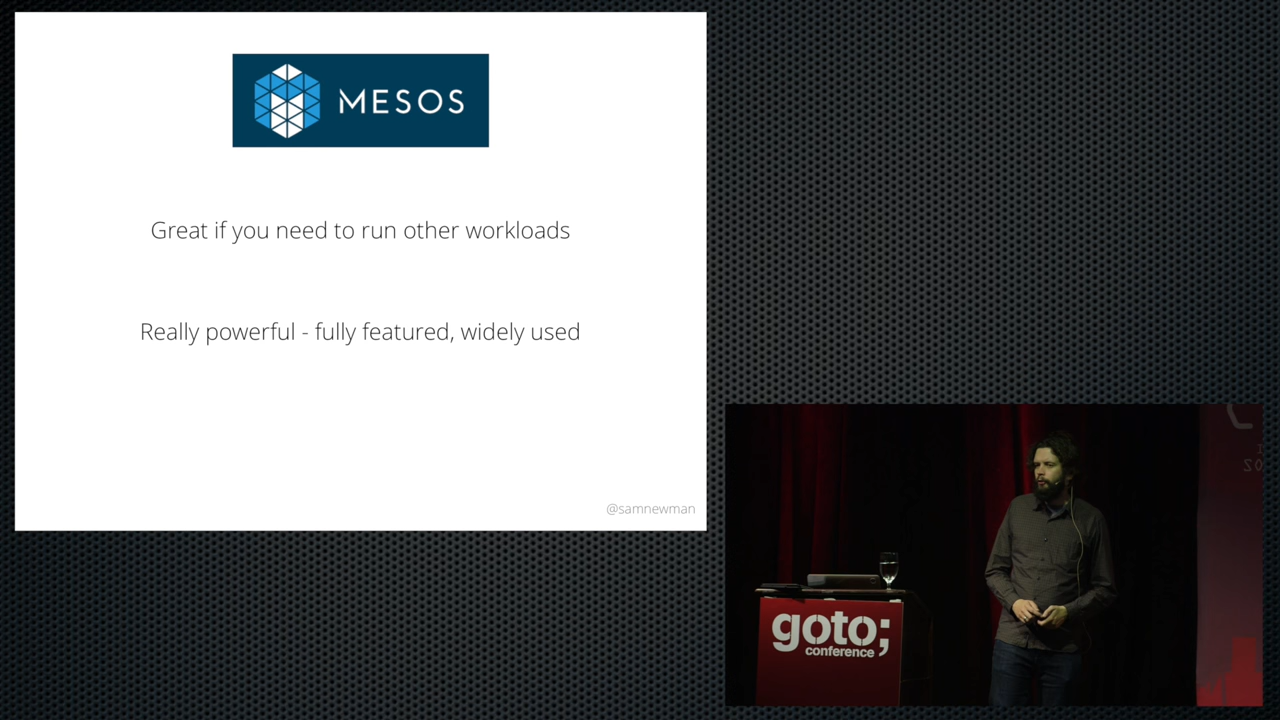 MESOS
Great if you need to run other workloads
Really powerful - fully featured, widely used
@samnewman
goto;
conference